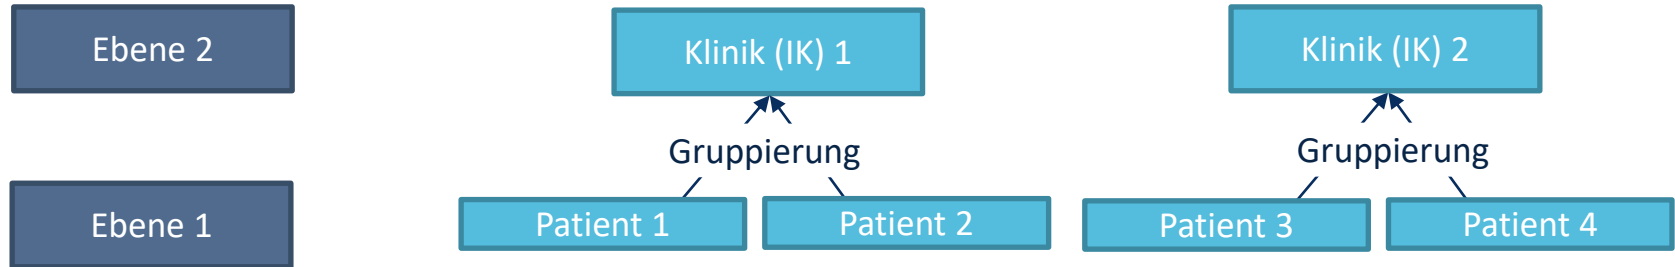 Ebene 2
Klinik (IK) 1
Klinik (IK) 2
Gruppierung
Gruppierung
Ebene 1
Patient 1
Patient 2
Patient 3
Patient 4